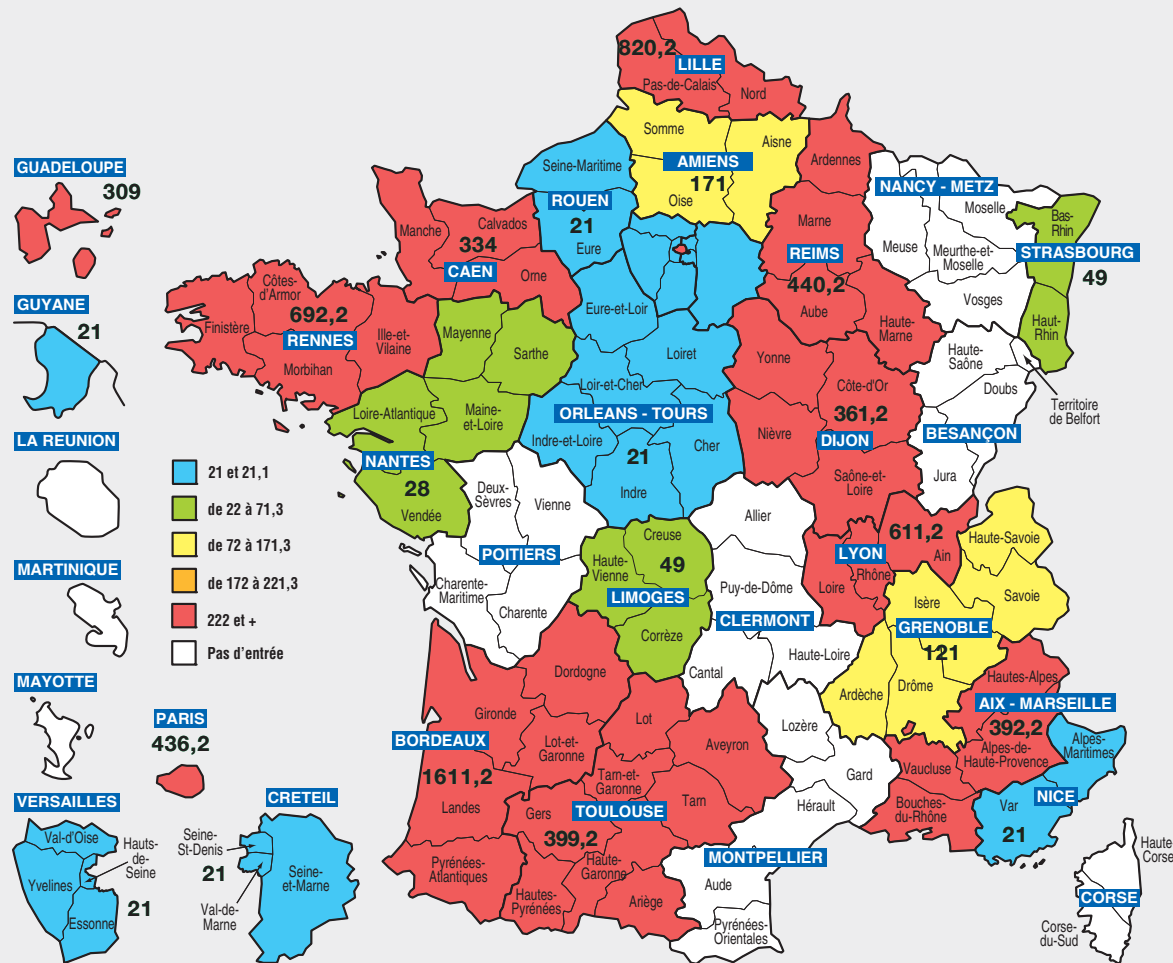 820,2
LILLE
Pas-de-Calais
Nord
Somme
Aisne
AMIENS
171
Oise
Seine-Maritime
ROUEN
21
Eure
Ardennes
Marne
REIMS
440,2
Aube
Haute-
Marne
NANCY - METZ
Moselle
Meuse
Meurthe-et-
Moselle
Vosges
Bas-
Rhin
STRASBOURG
49
Haut-
Rhin
GUADELOUPE
309
GUYANE
21
LA REUNION
MARTINIQUE
MAYOTTE
PARIS
436,2
VERSAILLES
Val-d'Oise
Hauts-
de-
Seine
Yvelines
21
Essonne
CRETEIL
Seine-
St-Denis
21
Seine-
et-Marne
Val-de-
Marne
21 et 21,1
de 22 à 71,3
de 72 à 171,3
de 172 à 221,3
222 et +
Pas d'entrée
Manche
Calvados
334
CAEN
Orne
Côtes-
d'Armor
692,2
Finistère
RENNES
Ille-et-
Vilaine
Morbihan
Mayenne
Sarthe
Loire-Atlantique
Maine-
et-Loire
NANTES
28
Vendée
Eure-et-Loir
Loiret
Loir-et-Cher
ORLEANS - TOURS
Indre-et-Loire
Cher
21
Indre
Yonne
Côte-d'Or
361,2
Nièvre
DIJON
Saône-et-
Loire
Haute-
Saône
Doubs
Territoire
de Belfort
BESANÇON
Jura
Deux-
Sèvres
Vienne
POITIERS
Charente-
Maritime
Charente
Creuse
Haute-
Vienne
49
LIMOGES
Corrèze
Allier
Puy-de-Dôme
CLERMONT
Haute-Loire
Cantal
611,2
LYON
Ain
Rhône
Loire
Haute-Savoie
Savoie
Isère
GRENOBLE
121
Drôme
Ardèche
Hautes-Alpes
AIX - MARSEILLE
392,2
Alpes-de-
Haute-Provence
Vaucluse
Bouches-
du-Rhône
Alpes-
Maritimes
NICE
Var
21
Dordogne
Gironde
BORDEAUX
Lot-et-
Garonne
1611,2
Landes
Pyrénées-
Atlantiques
Lot
Aveyron
Tarn-et-
Garonne
TOULOUSE
Tarn
Gers
399,2
Haute-
Garonne
Hautes-
Pyrénées
Ariège
Lozère
Gard
Hérault
MONTPELLIER
Aude
Pyrénées-
Orientales
Haute
Corse
CORSE
Corse-
du-Sud